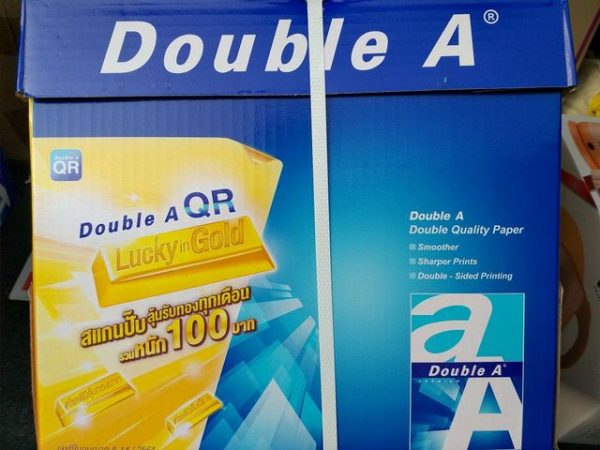 Double A®
double A
QR
Double A QR
Lucky in Gold
Double A
Double Quality Paper
Smoother
Sharper Prints
Double - Sided Printing
สแกนปั๊บ ลุ้นรับทองทุกเดือน
รวมหนัก 100 บาท
a
Double A®
A